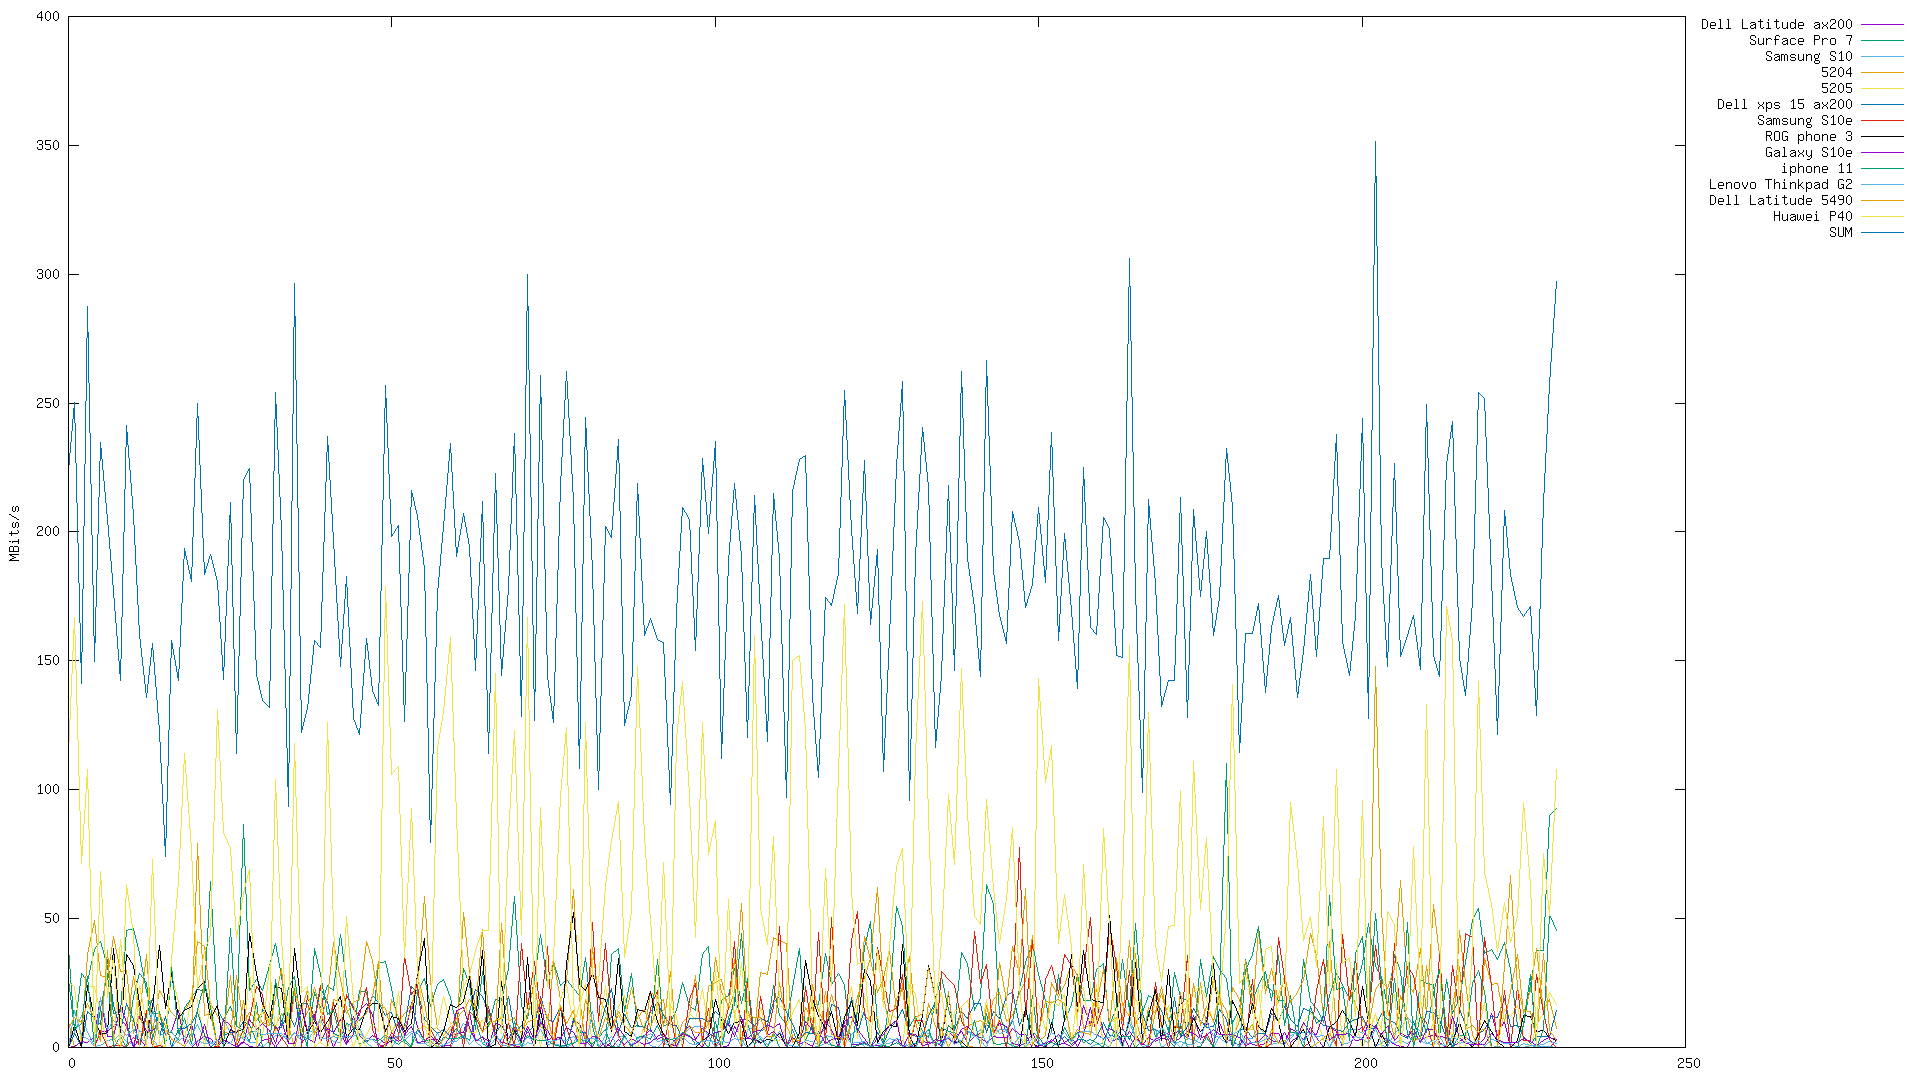 400
350
300
250
200
150
100
50
0
MBits/s
0
50
100
150
200
250
Dell Latitude ax200
Surface Pro 7
Samsung S10
5204
5205
Dell xps 15 ax200
Samsung S10e
ROG phone 3
Galaxy S10e
iphone 11
Lenovo Thinkpad G2
Dell Latitude 5490
Huawei P40
SUM